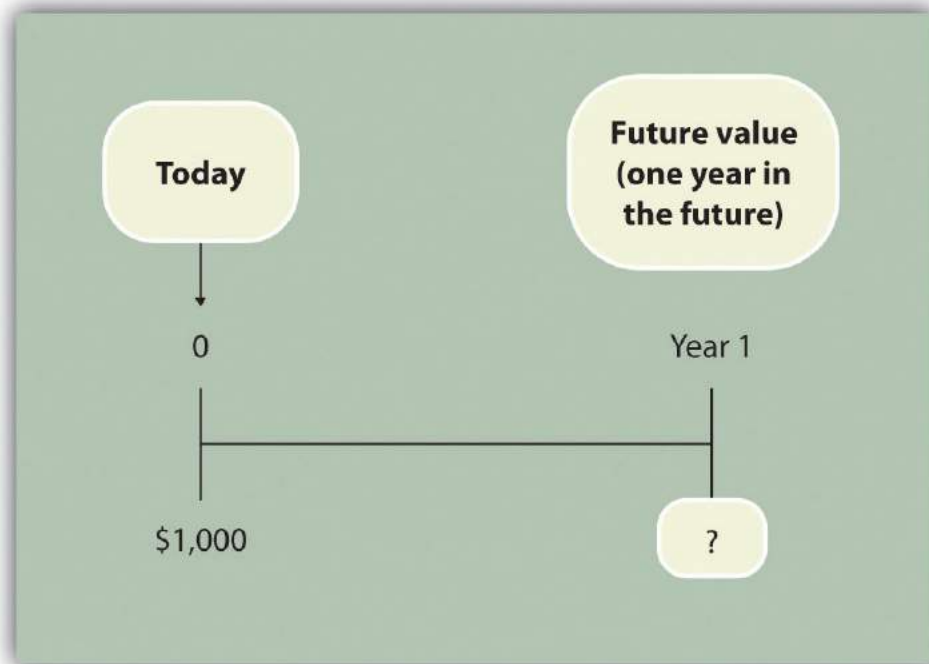 Today
Future value
(one year in
the future)
0
Year 1
$1,000
?